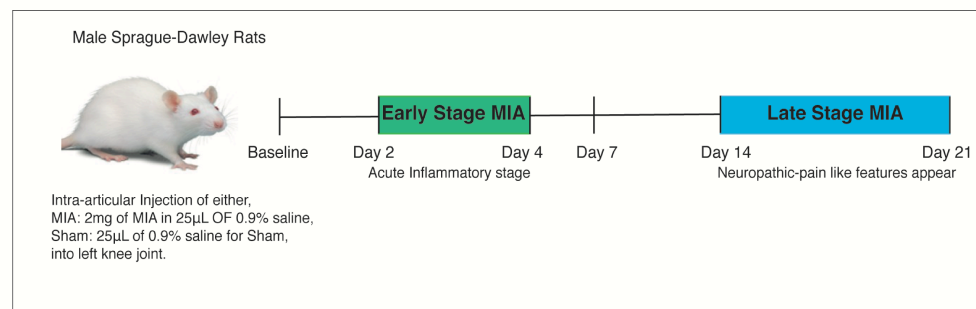 Male Sprague-Dawley Rats
Early Stage MIA
Late Stage MIA
Baseline
Day 2
Day 4
Day 7
Day 14
Day 21
Acute Inflammatory stage
Neuropathic-pain like features appear
Intra-articular Injection of either,
MIA: 2mg of MIA in 25µL OF 0.9% saline,
Sham: 25µL of 0.9% saline for Sham,
into left knee joint.